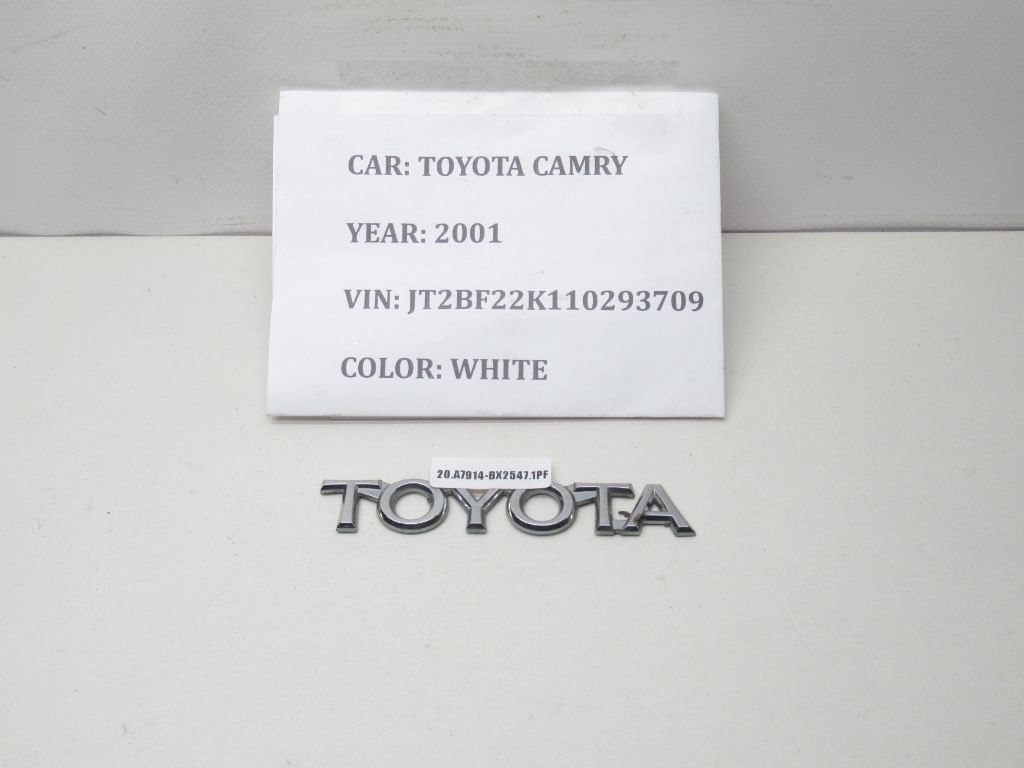 CAR: TOYOTA CAMRY
YEAR: 2001
VIN: JT2BF22K110293709
COLOR: WHITE
20.A7914-BX2547.1PF
TOYOTA